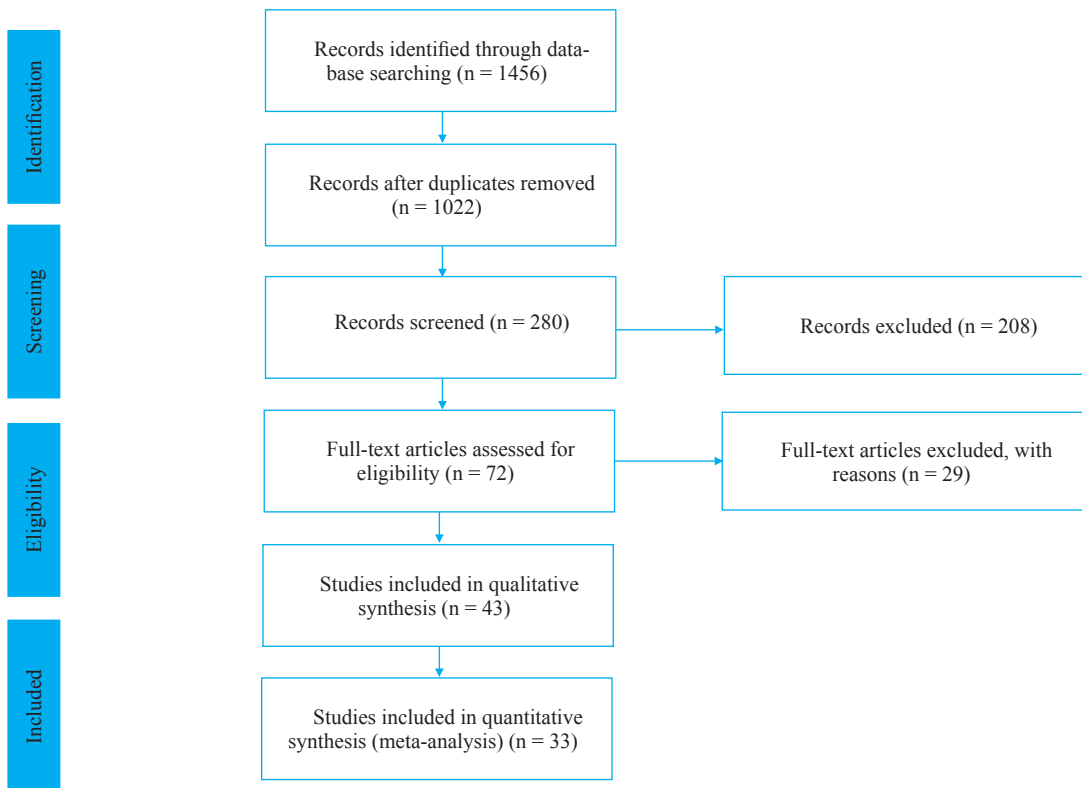 Identification
Records identified through data-
base searching (n = 1456)
Records after duplicates removed
(n = 1022)
Screening
Records screened (n = 280)
Records excluded (n = 208)
Eligibility
Full-text articles assessed for
eligibility (n = 72)
Full-text articles excluded, with
reasons (n = 29)
Studies included in qualitative
synthesis (n = 43)
Included
Studies included in quantitative
synthesis (meta-analysis) (n = 33)